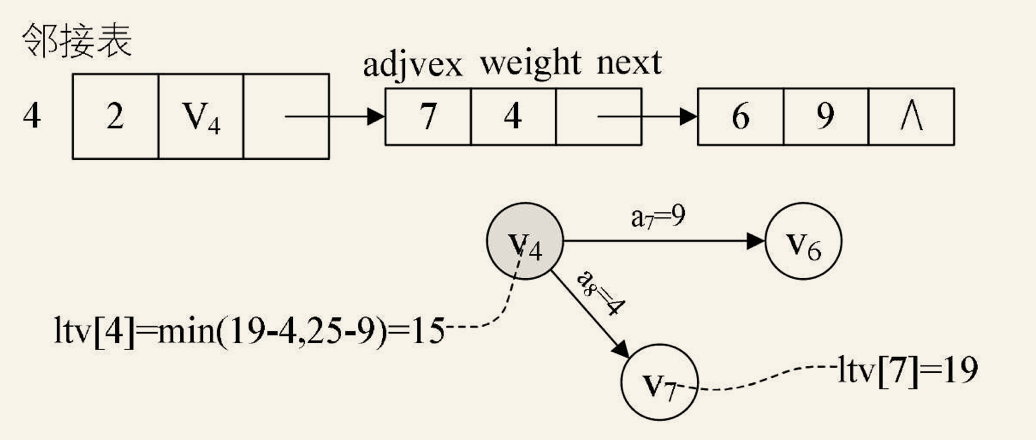 邻接表
adjvex weight next
4 2 V4 7 4 6 9 ∧
a7=9
v4 v6
a8=4
ltv[4]=min(19-4,25-9)=15
v7 ltv[7]=19